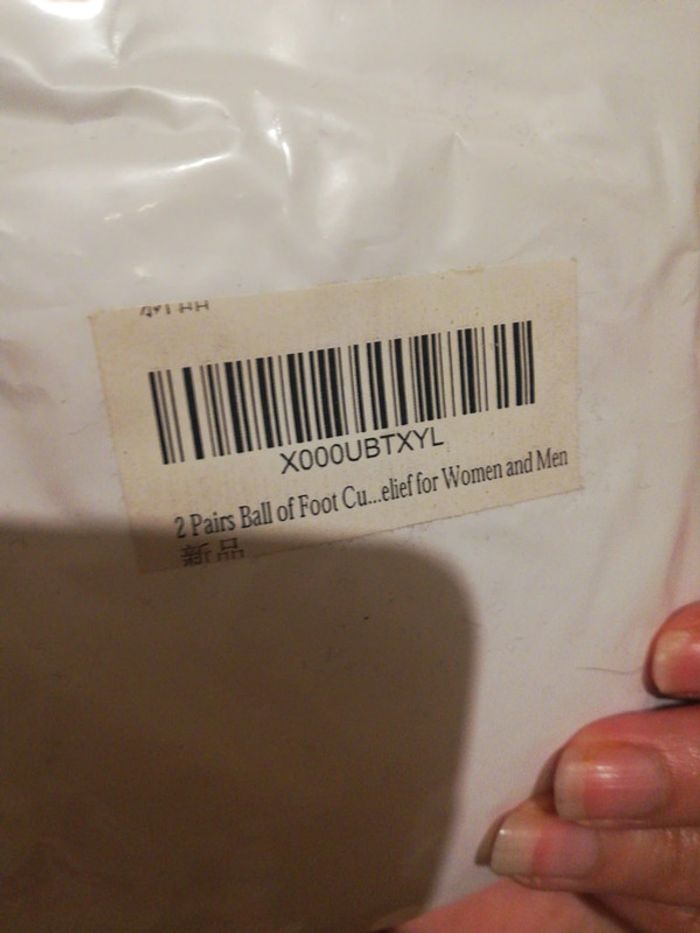 X000UBTXYL
2 Pairs Ball of Foot Cu...elief for Women and Men
新品